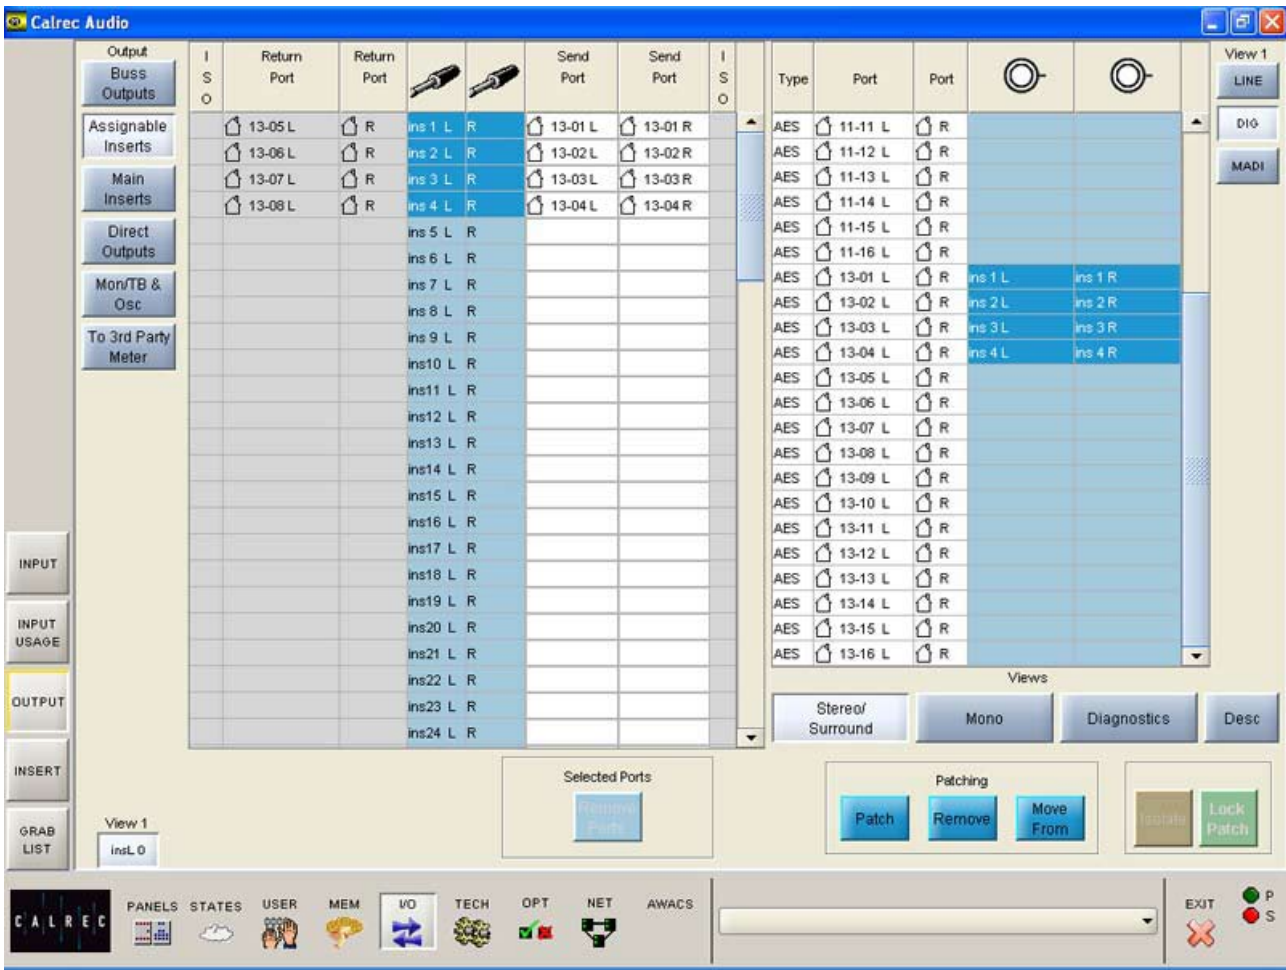 Calrec Audio
Output
Buss Outputs
Assignable Inserts
Main Inserts
Direct Outputs
Mon/TB & Osc
To 3rd Party Meter
I S O Return Port Return Port Send Port Send Port I S O
13-05 L R ins 1 L R 13-01 L 13-01 R
13-06 L R ins 2 L R 13-02 L 13-02 R
13-07 L R ins 3 L R 13-03 L 13-03 R
13-08 L R ins 4 L R 13-04 L 13-04 R
ins 5 L R
ins 6 L R
ins 7 L R
ins 8 L R
ins 9 L R
ins10 L R
ins11 L R
ins12 L R
ins13 L R
ins14 L R
ins15 L R
ins16 L R
ins17 L R
ins18 L R
ins19 L R
ins20 L R
ins21 L R
ins22 L R
ins23 L R
ins24 L R
Type Port Port
AES 11-11 L R
AES 11-12 L R
AES 11-13 L R
AES 11-14 L R
AES 11-15 L R
AES 11-16 L R
AES 13-01 L R ins 1 L ins 1 R
AES 13-02 L R ins 2 L ins 2 R
AES 13-03 L R ins 3 L ins 3 R
AES 13-04 L R ins 4 L ins 4 R
AES 13-05 L R
AES 13-06 L R
AES 13-07 L R
AES 13-08 L R
AES 13-09 L R
AES 13-10 L R
AES 13-11 L R
AES 13-12 L R
AES 13-13 L R
AES 13-14 L R
AES 13-15 L R
AES 13-16 L R
View 1
LINE
DIG
MADI
Views
Stereo/ Surround
Mono
Diagnostics
Desc
INPUT
INPUT USAGE
OUTPUT
INSERT
GRAB LIST
View 1
insL 0
Selected Ports
Remove Ports
Patching
Patch
Remove
Move From
Isolate
Lock Patch
CALREC
PANELS STATES USER MEM I/O TECH OPT NET AWACS
EXIT
P
S